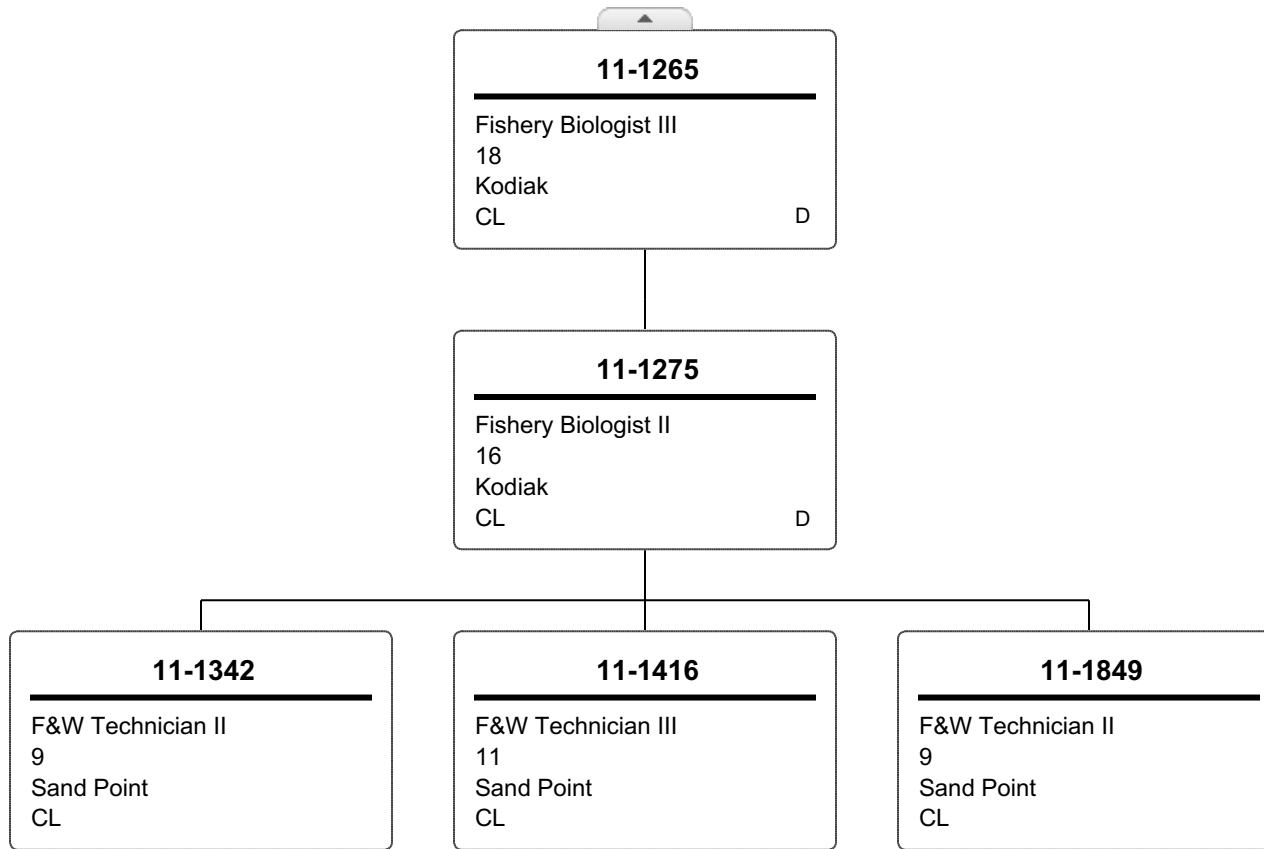 11-1265
Fishery Biologist III
18
Kodiak
CL D
11-1275
Fishery Biologist II
16
Kodiak
CL D
11-1342
F&W Technician II
9
Sand Point
CL
11-1416
F&W Technician III
11
Sand Point
CL
11-1849
F&W Technician II
9
Sand Point
CL